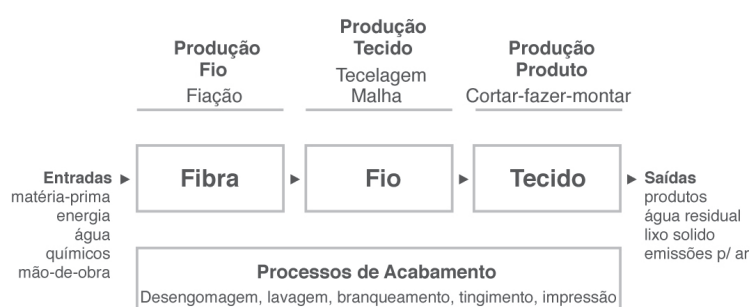 Produção
Fio
Fiação
Produção
Tecido
Tecelagem
Malha
Produção
Produto
Cortar-fazer-montar
Entradas
matéria-prima
energia
água
químicos
mão-de-obra
Fibra
Fio
Tecido
Saídas
produtos
água residual
lixo solido
emissões p/ ar
Processos de Acabamento
Desengomagem, lavagem, branqueamento, tingimento, impressão